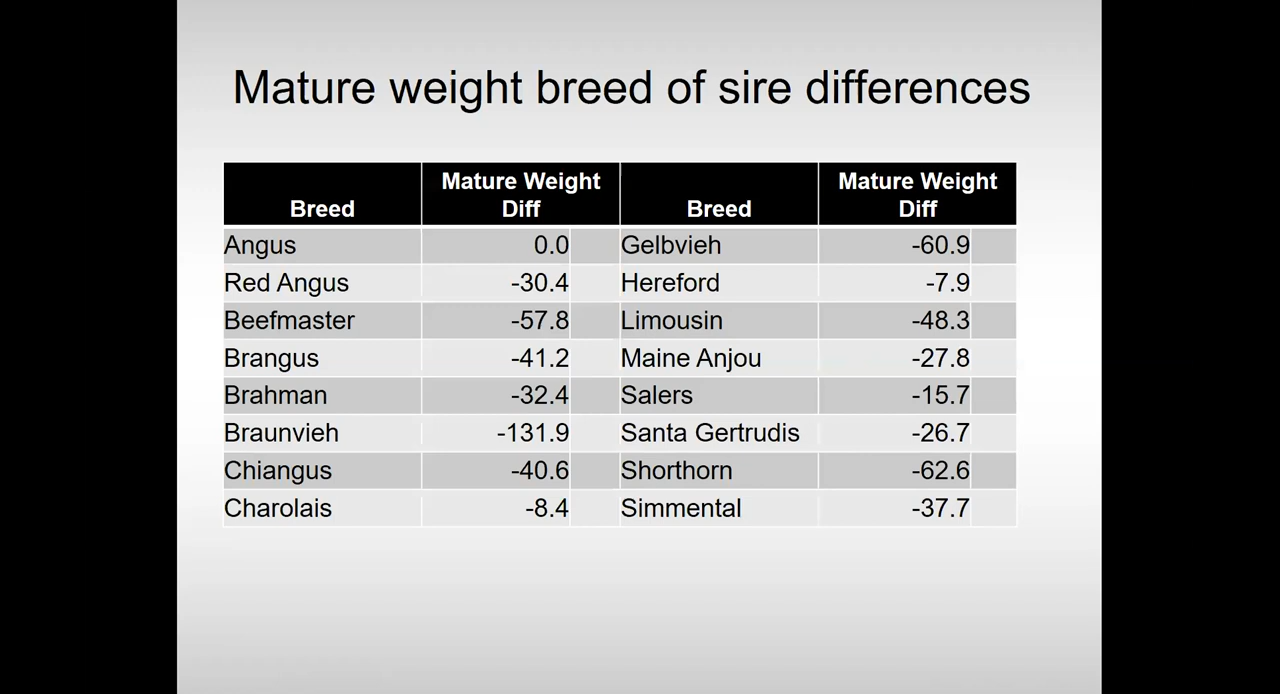 Mature weight breed of sire differences
Breed Mature Weight Diff Breed Mature Weight Diff
Angus 0.0 Gelbvieh -60.9
Red Angus -30.4 Hereford -7.9
Beefmaster -57.8 Limousin -48.3
Brangus -41.2 Maine Anjou -27.8
Brahman -32.4 Salers -15.7
Braunvieh -131.9 Santa Gertrudis -26.7
Chiangus -40.6 Shorthorn -62.6
Charolais -8.4 Simmental -37.7